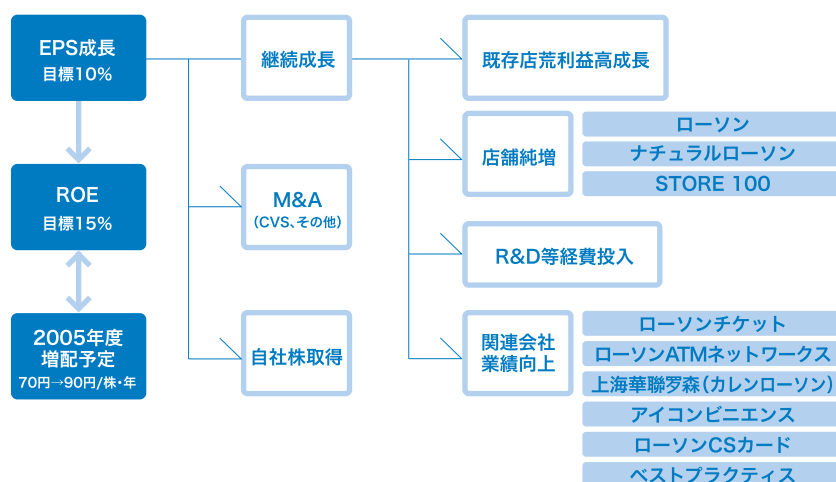 EPS成長
目標10%
ROE
目標15%
2005年度
増配予定
70円→90円/株・年
継続成長
M&A
(CVS、その他)
自社株取得
既存店荒利益高成長
店舗純増
ローソン
ナチュラルローソン
STORE 100
R&D等経費投入
関連会社
業績向上
ローソンチケット
ローソンATMネットワークス
上海華聯罗森(カレンローソン)
アイコンビニエンス
ローソンCSカード
ベストプラクティス